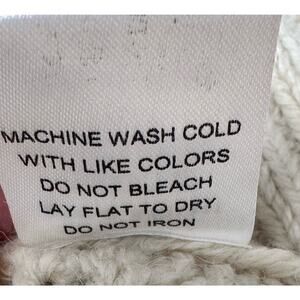 MACHINE WASH COLD
WITH LIKE COLORS
DO NOT BLEACH
LAY FLAT TO DRY
DO NOT IRON